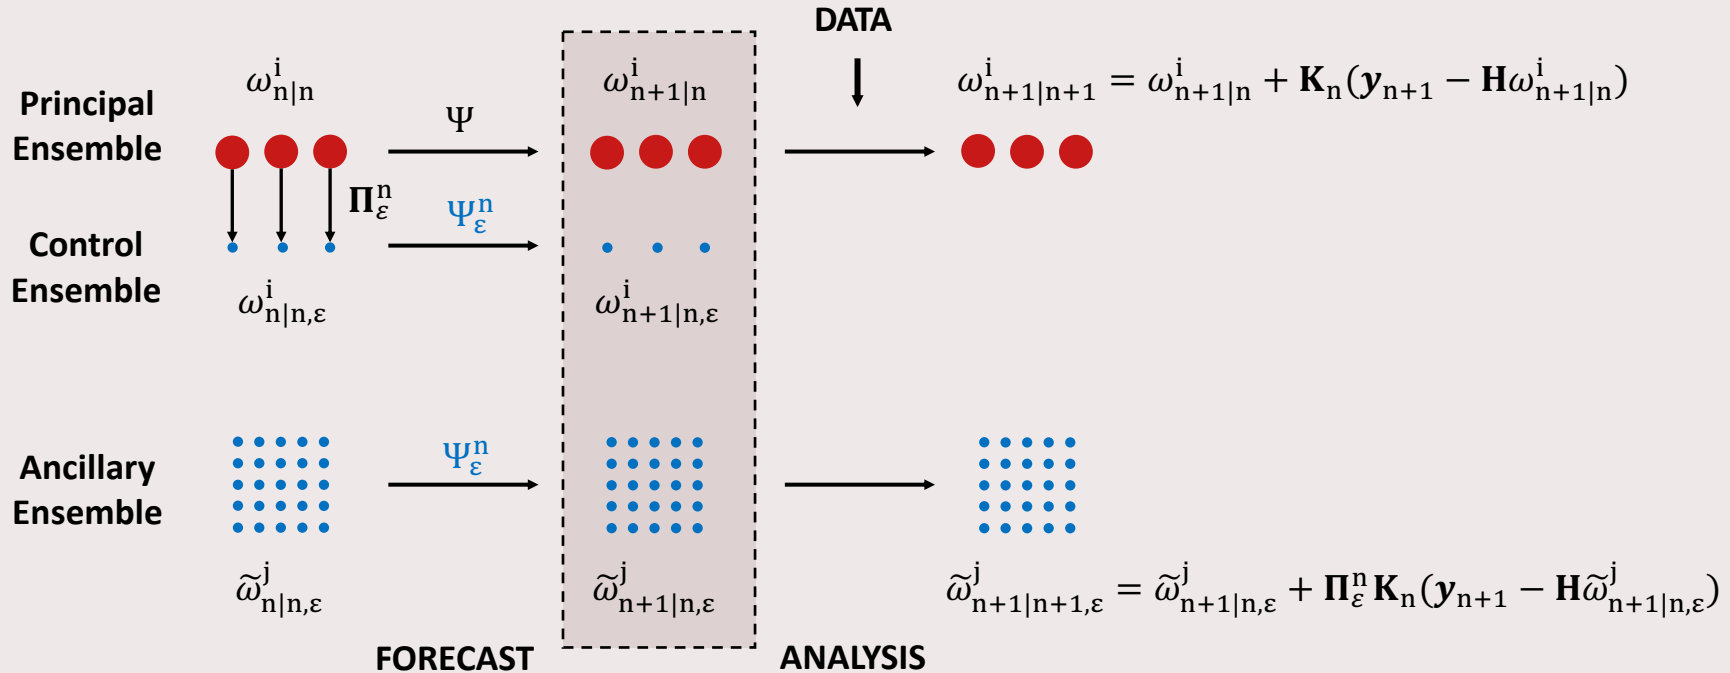 DATA
Principal
Ensemble
ω^i_{n|n}
Ψ
ω^i_{n+1|n}
ω^i_{n+1|n+1} = ω^i_{n+1|n} + K_n(y_{n+1} − Hω^i_{n+1|n})
Π^n_ε
Control
Ensemble
Ψ^n_ε
ω^i_{n|n,ε}
ω^i_{n+1|n,ε}
Ancillary
Ensemble
Ψ^n_ε
ω̃^j_{n|n,ε}
ω̃^j_{n+1|n,ε}
ω̃^j_{n+1|n+1,ε} = ω̃^j_{n+1|n,ε} + Π^n_ε K_n(y_{n+1} − Hω̃^j_{n+1|n,ε})
FORECAST
ANALYSIS